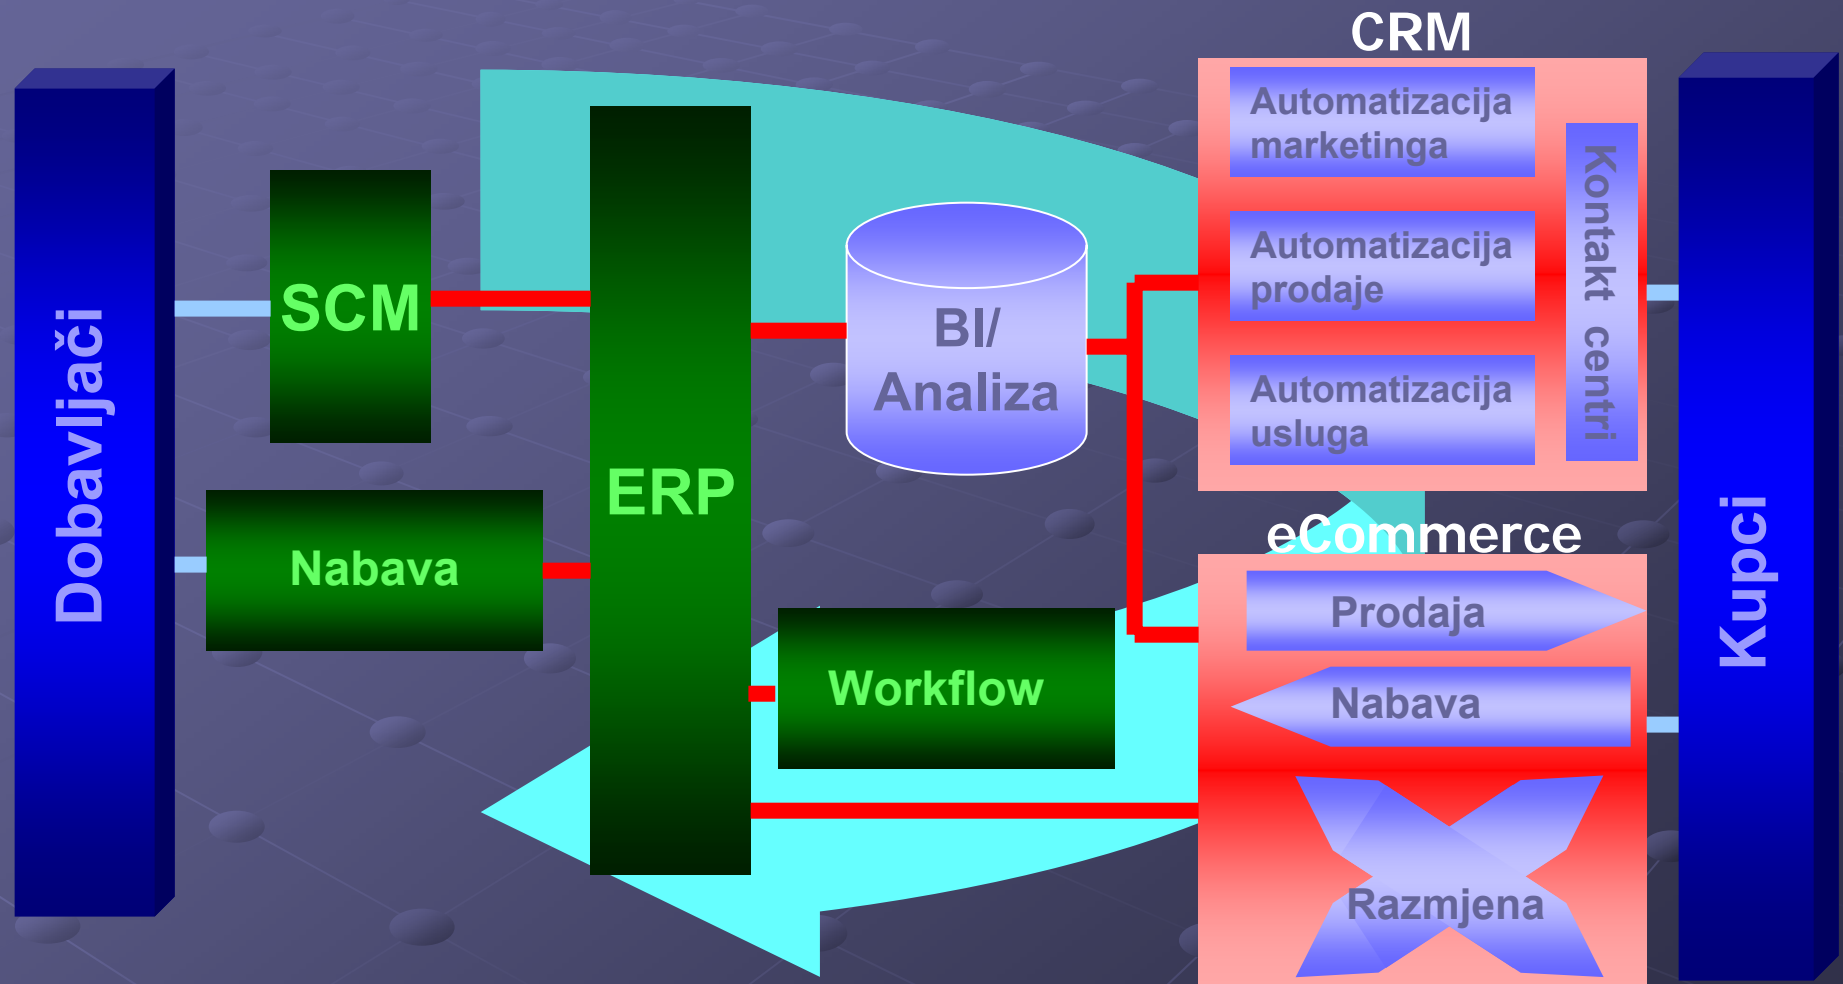 CRM
Automatizacija
marketinga
Automatizacija
prodaje
Automatizacija
usluga
Kontakt centri
Dobavljači
SCM
Nabava
ERP
BI/
Analiza
Workflow
eCommerce
Prodaja
Nabava
Razmjena
Kupci